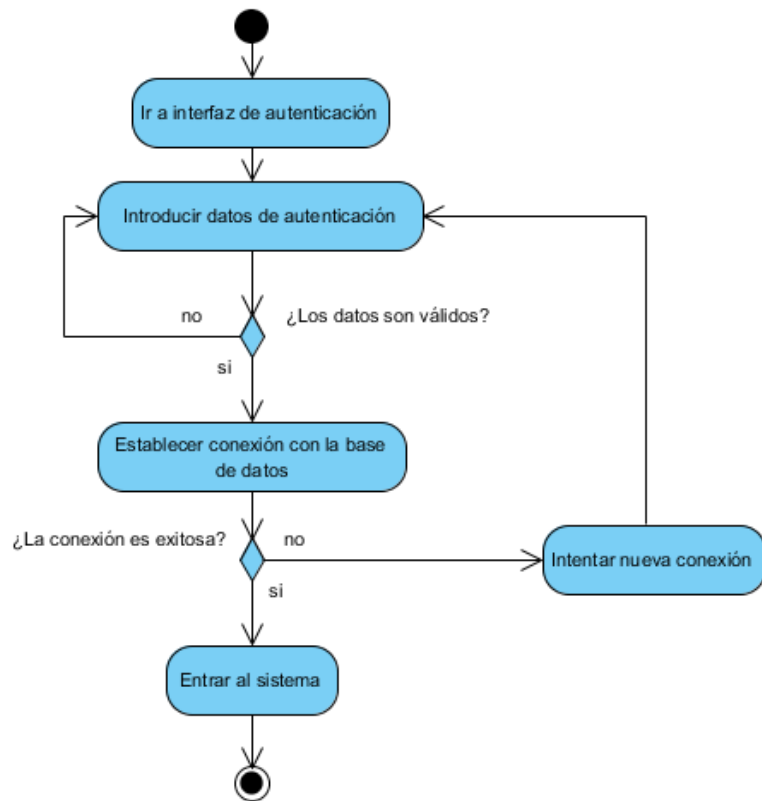 Ir a interfaz de autenticación
Introducir datos de autenticación
no
¿Los datos son válidos?
si
Establecer conexión con la base
de datos
¿La conexión es exitosa?
no
Intentar nueva conexión
si
Entrar al sistema